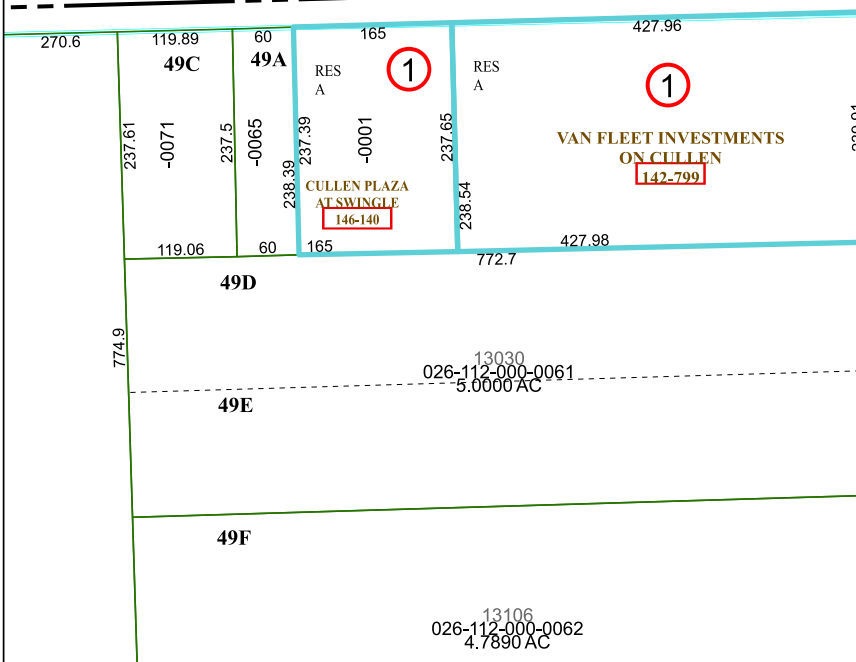 270.6
119.89
60
165
427.96
49C
49A
RES
A
1
RES
A
1
237.61
-0071
237.5
-0065
238.39
237.39
-0001
237.65
238.54
VAN FLEET INVESTMENTS
ON CULLEN
142-799
CULLEN PLAZA
AT SWINGLE
146-140
119.06
60
165
427.98
772.7
49D
774.9
13030
026-112-000-0061
5.0000 AC
49E
49F
13106
026-112-000-0062
4.7890 AC